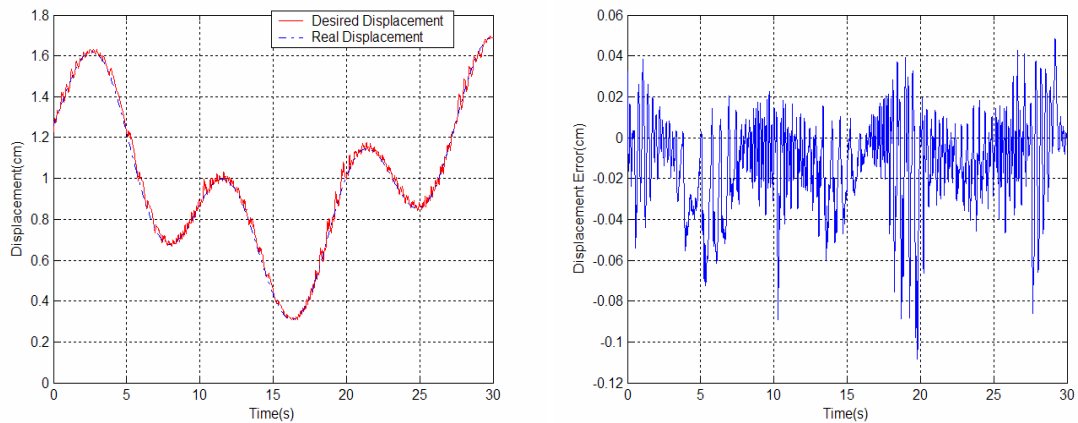 Desired Displacement
Real Displacement
1.8
1.6
1.4
1.2
1
0.8
0.6
0.4
0.2
0
Displacement(cm)
0 5 10 15 20 25 30
Time(s)
0.06
0.04
0.02
0
-0.02
-0.04
-0.06
-0.08
-0.1
-0.12
Displacement Error(cm)
0 5 10 15 20 25 30
Time(s)